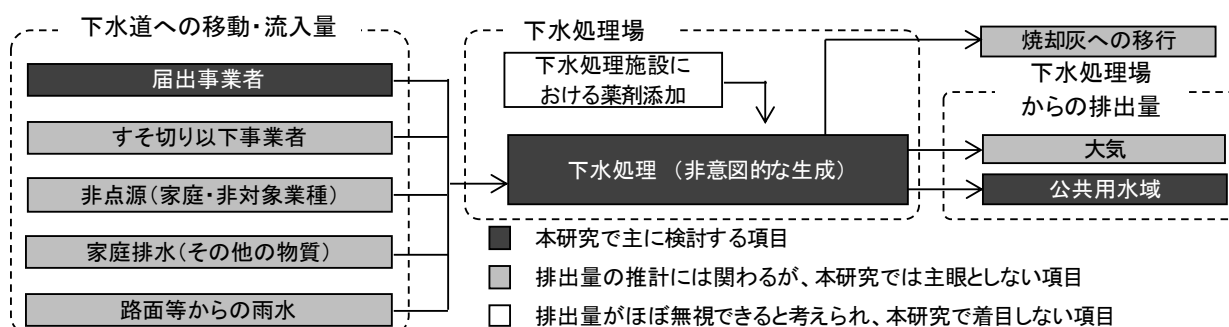 下水道への移動・流入量
届出事業者
すそ切り以下事業者
非点源（家庭・非対象業種）
家庭排水（その他の物質）
路面等からの雨水
下水処理場
下水処理施設に
おける薬剤添加
下水処理 （非意図的な生成）
焼却灰への移行
下水処理場
からの排出量
大気
公共用水域
本研究で主に検討する項目
排出量の推計には関わるが、本研究では主眼としない項目
排出量がほぼ無視できると考えられ、本研究で着目しない項目